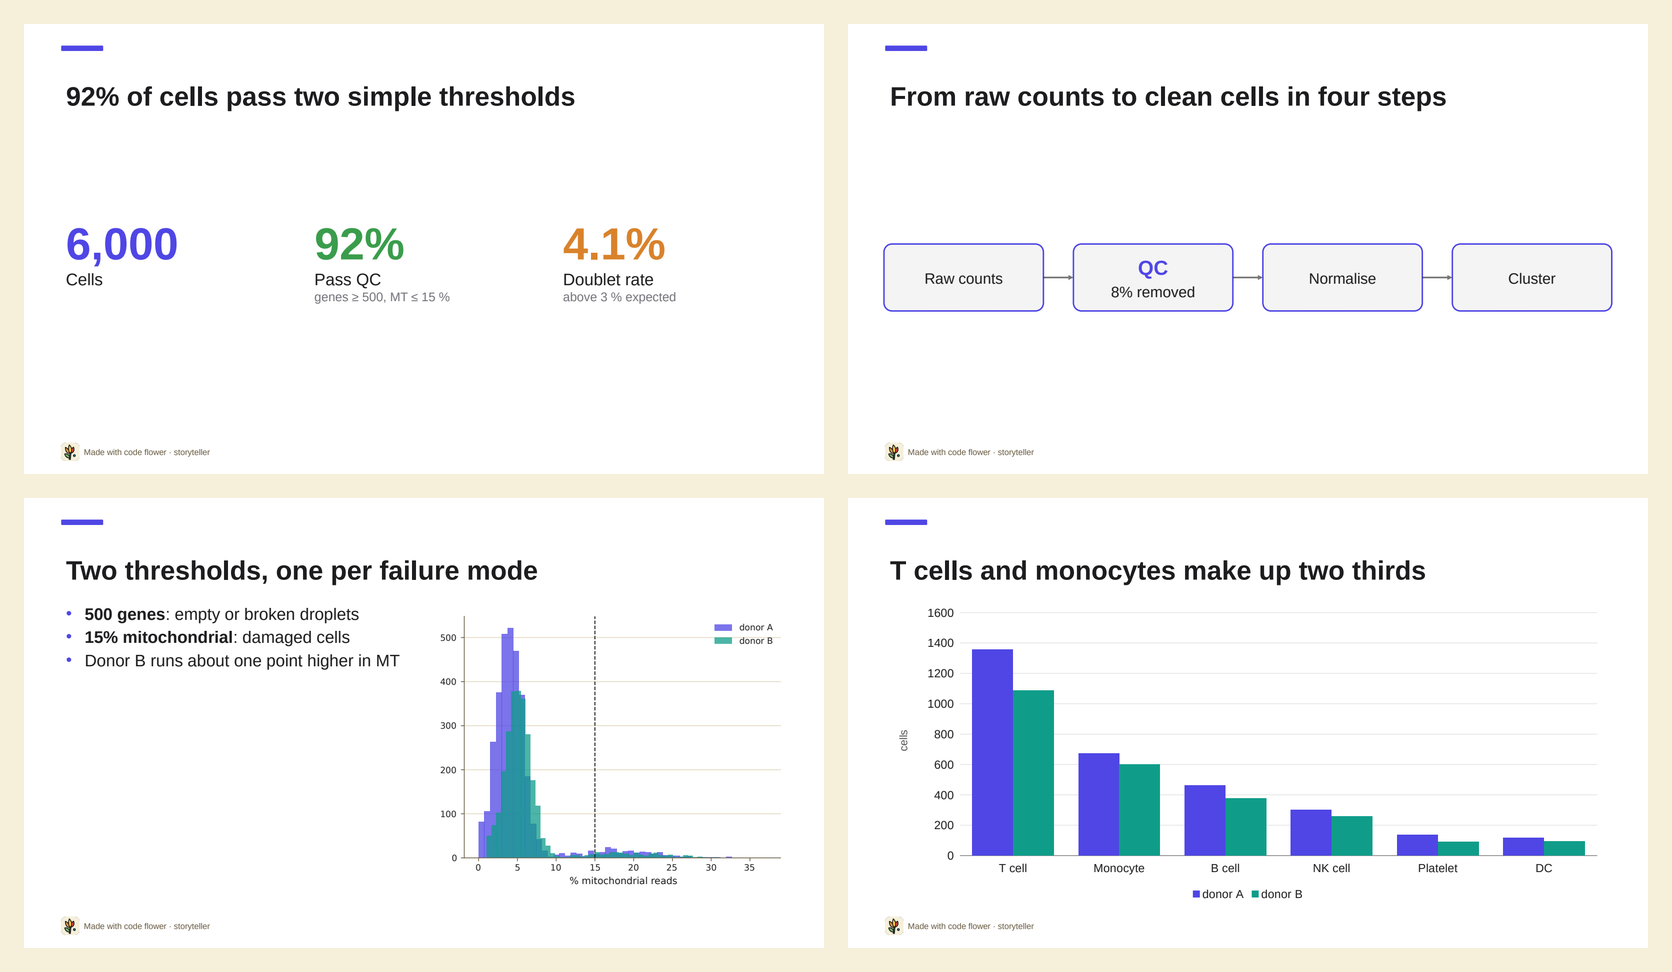 92% of cells pass two simple thresholds
6,000
Cells
92%
Pass QC
genes ≥ 500, MT ≤ 15 %
4.1%
Doublet rate
above 3 % expected
Made with code flower · storyteller
From raw counts to clean cells in four steps
Raw counts
QC
8% removed
Normalise
Cluster
Made with code flower · storyteller
Two thresholds, one per failure mode
• 500 genes: empty or broken droplets
• 15% mitochondrial: damaged cells
• Donor B runs about one point higher in MT
donor A
donor B
500
400
300
200
100
0
0 5 10 15 20 25 30 35
% mitochondrial reads
Made with code flower · storyteller
T cells and monocytes make up two thirds
1600
1400
1200
1000
800
600
400
200
0
cells
T cell Monocyte B cell NK cell Platelet DC
donor A donor B
Made with code flower · storyteller